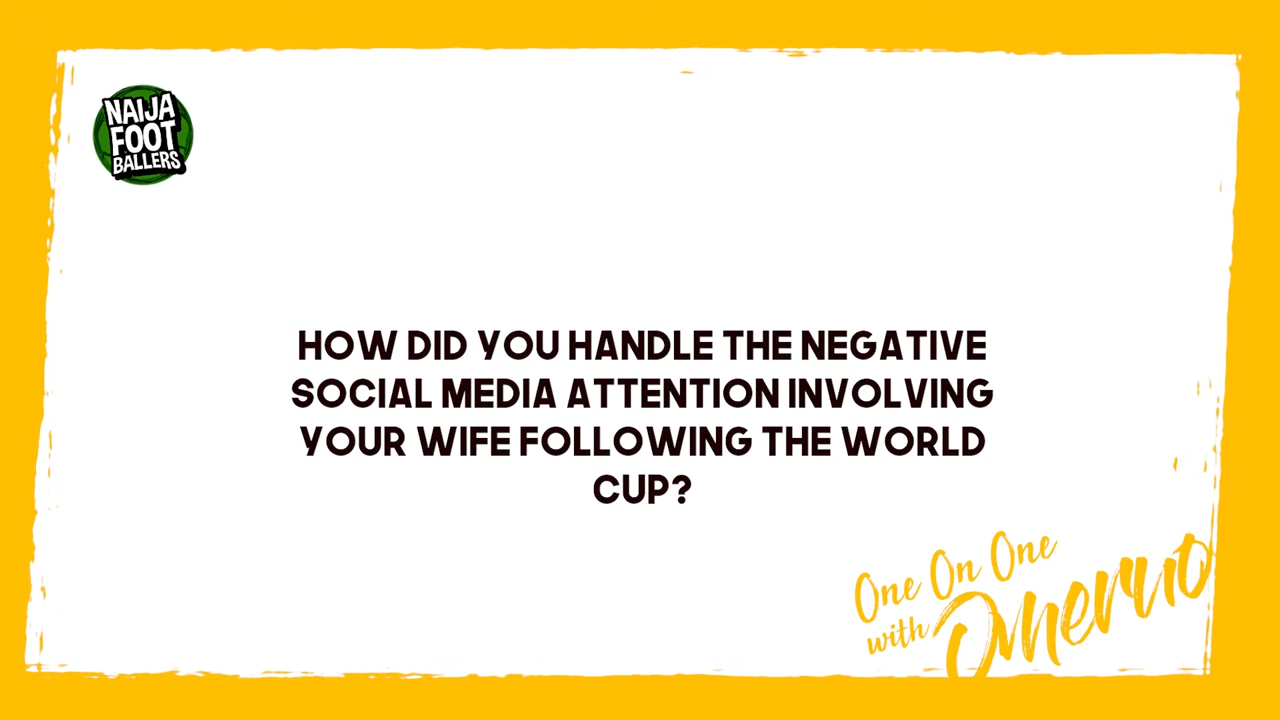 NAIJA
FOOT
BALLERS
HOW DID YOU HANDLE THE NEGATIVE
SOCIAL MEDIA ATTENTION INVOLVING
YOUR WIFE FOLLOWING THE WORLD
CUP?
One On One
with Omeruo